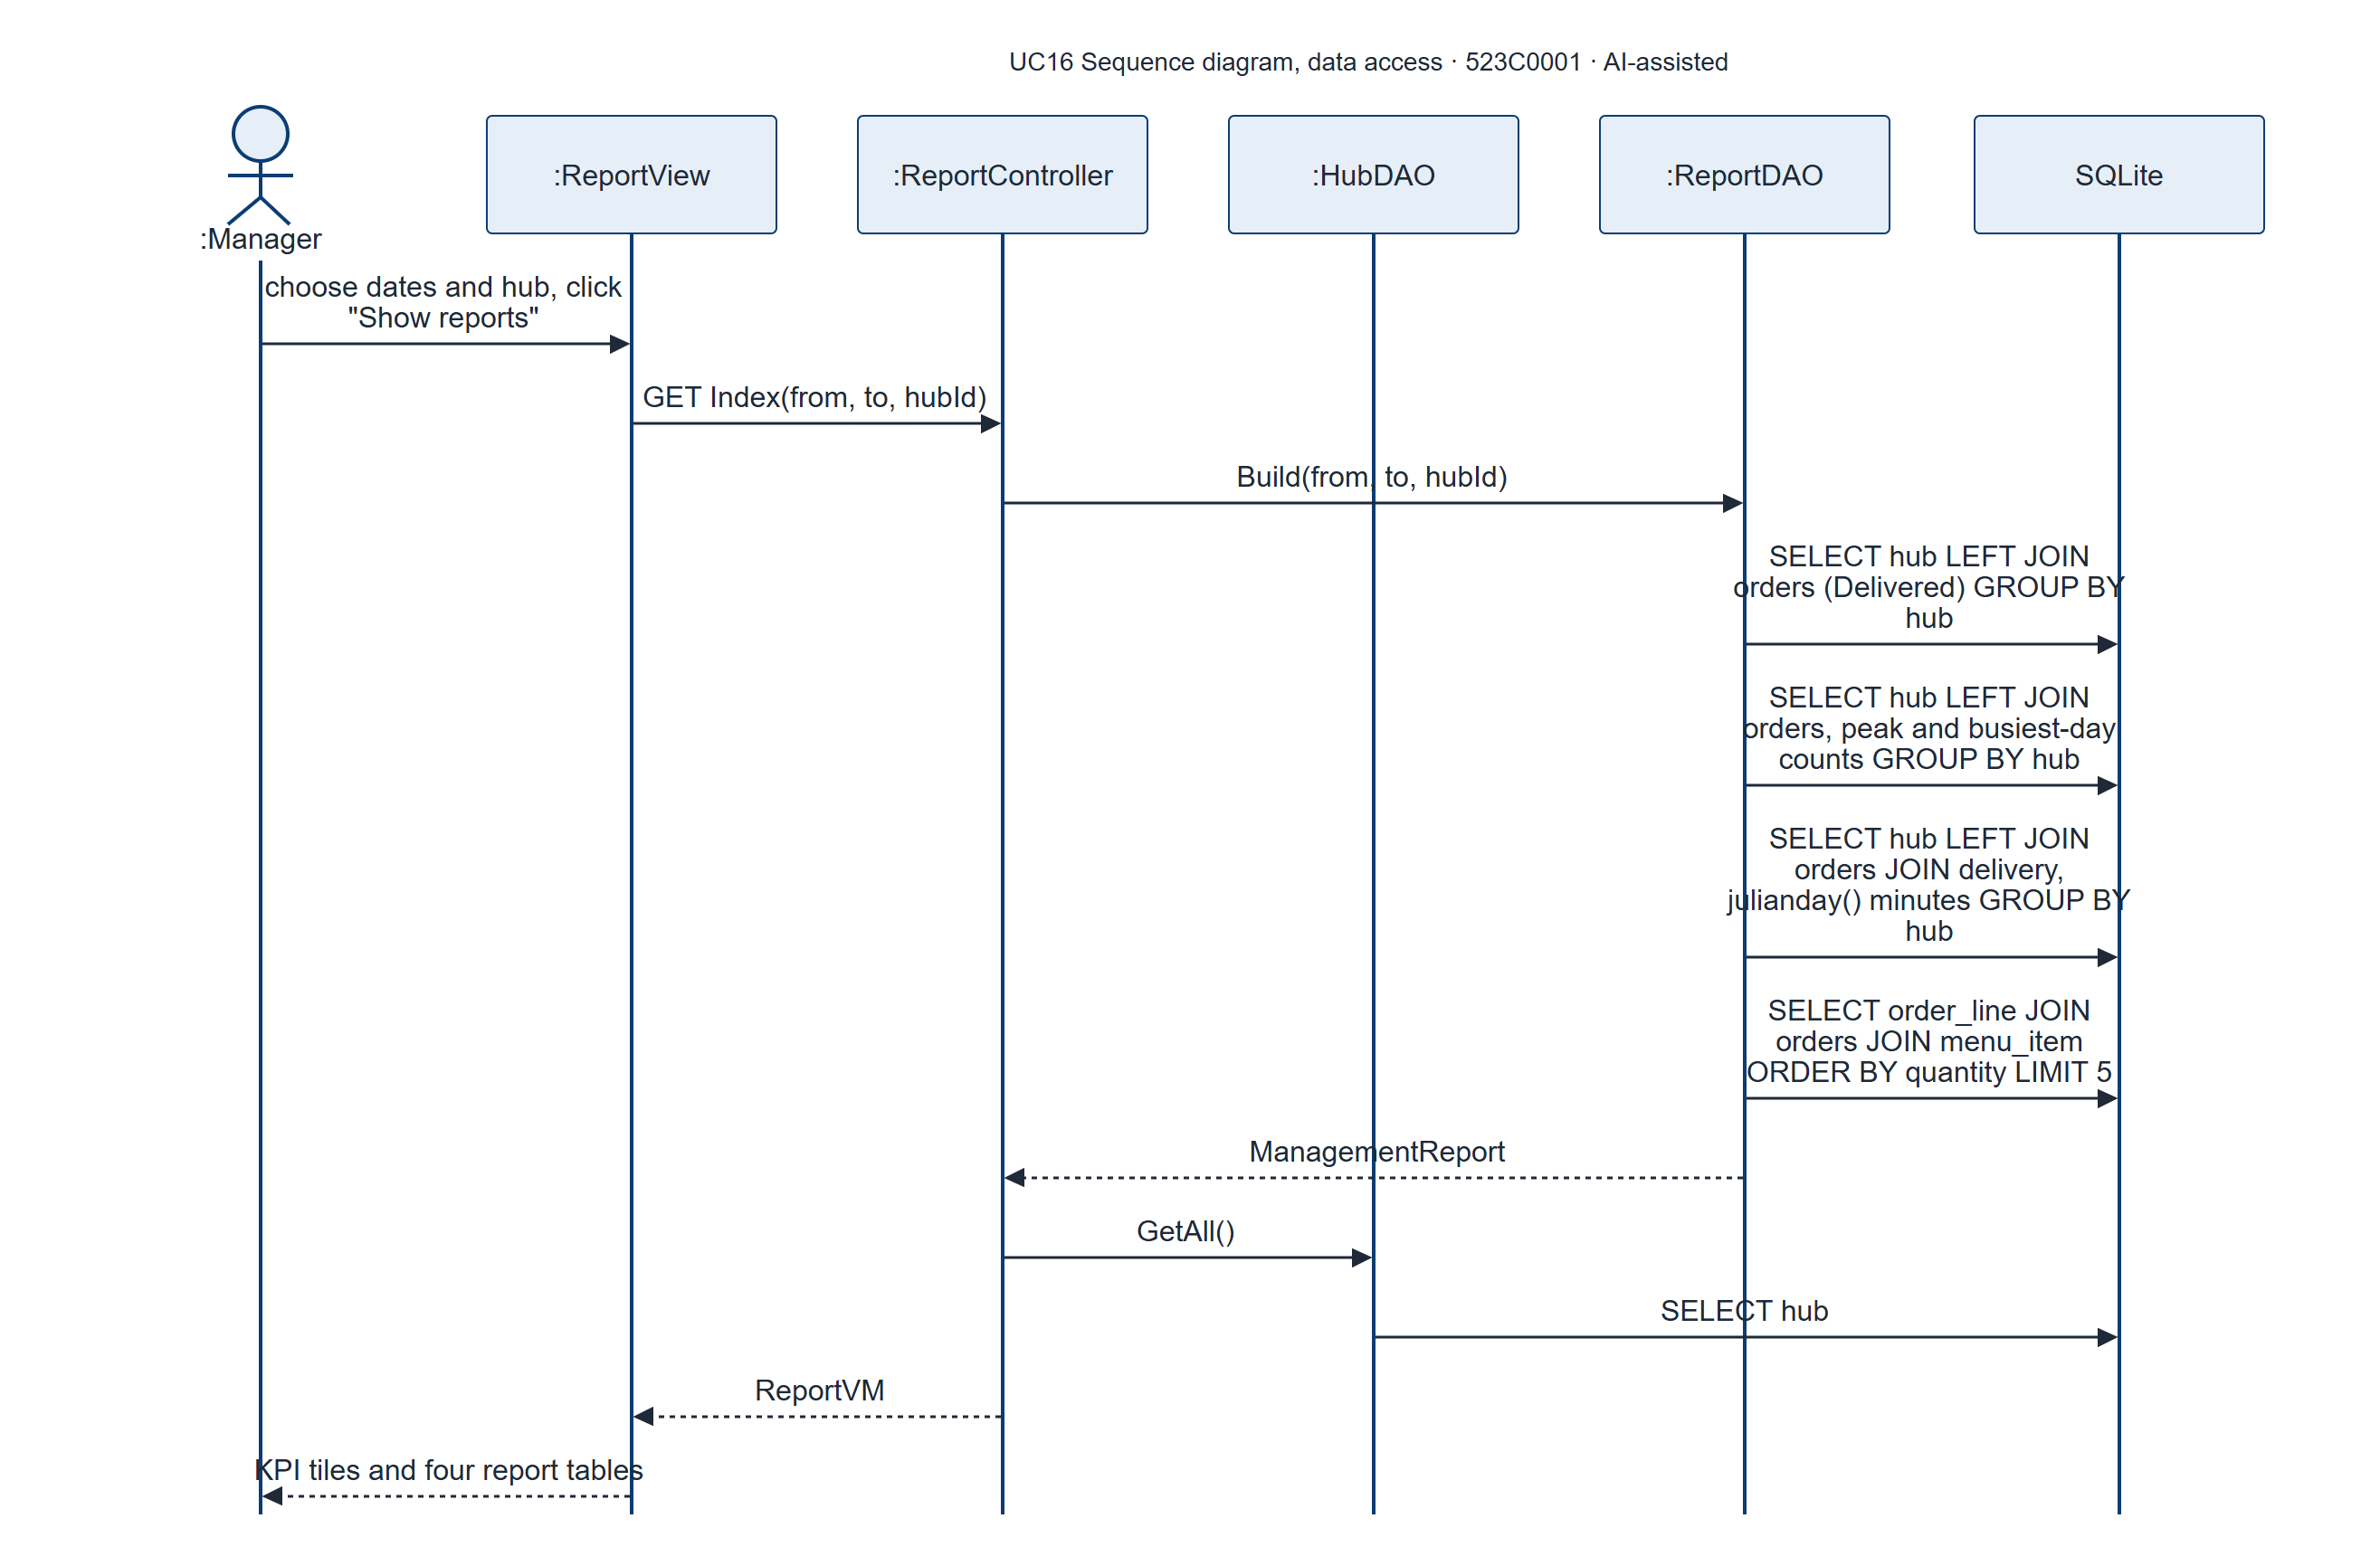 UC16 Sequence diagram, data access · 523C0001 · AI-assisted
:Manager
:ReportView
:ReportController
:HubDAO
:ReportDAO
SQLite
choose dates and hub, click
"Show reports"
GET Index(from, to, hubId)
Build(from, to, hubId)
SELECT hub LEFT JOIN
orders (Delivered) GROUP BY
hub
SELECT hub LEFT JOIN
orders, peak and busiest-day
counts GROUP BY hub
SELECT hub LEFT JOIN
orders JOIN delivery,
julianday() minutes GROUP BY
hub
SELECT order_line JOIN
orders JOIN menu_item
ORDER BY quantity LIMIT 5
ManagementReport
GetAll()
SELECT hub
ReportVM
KPI tiles and four report tables